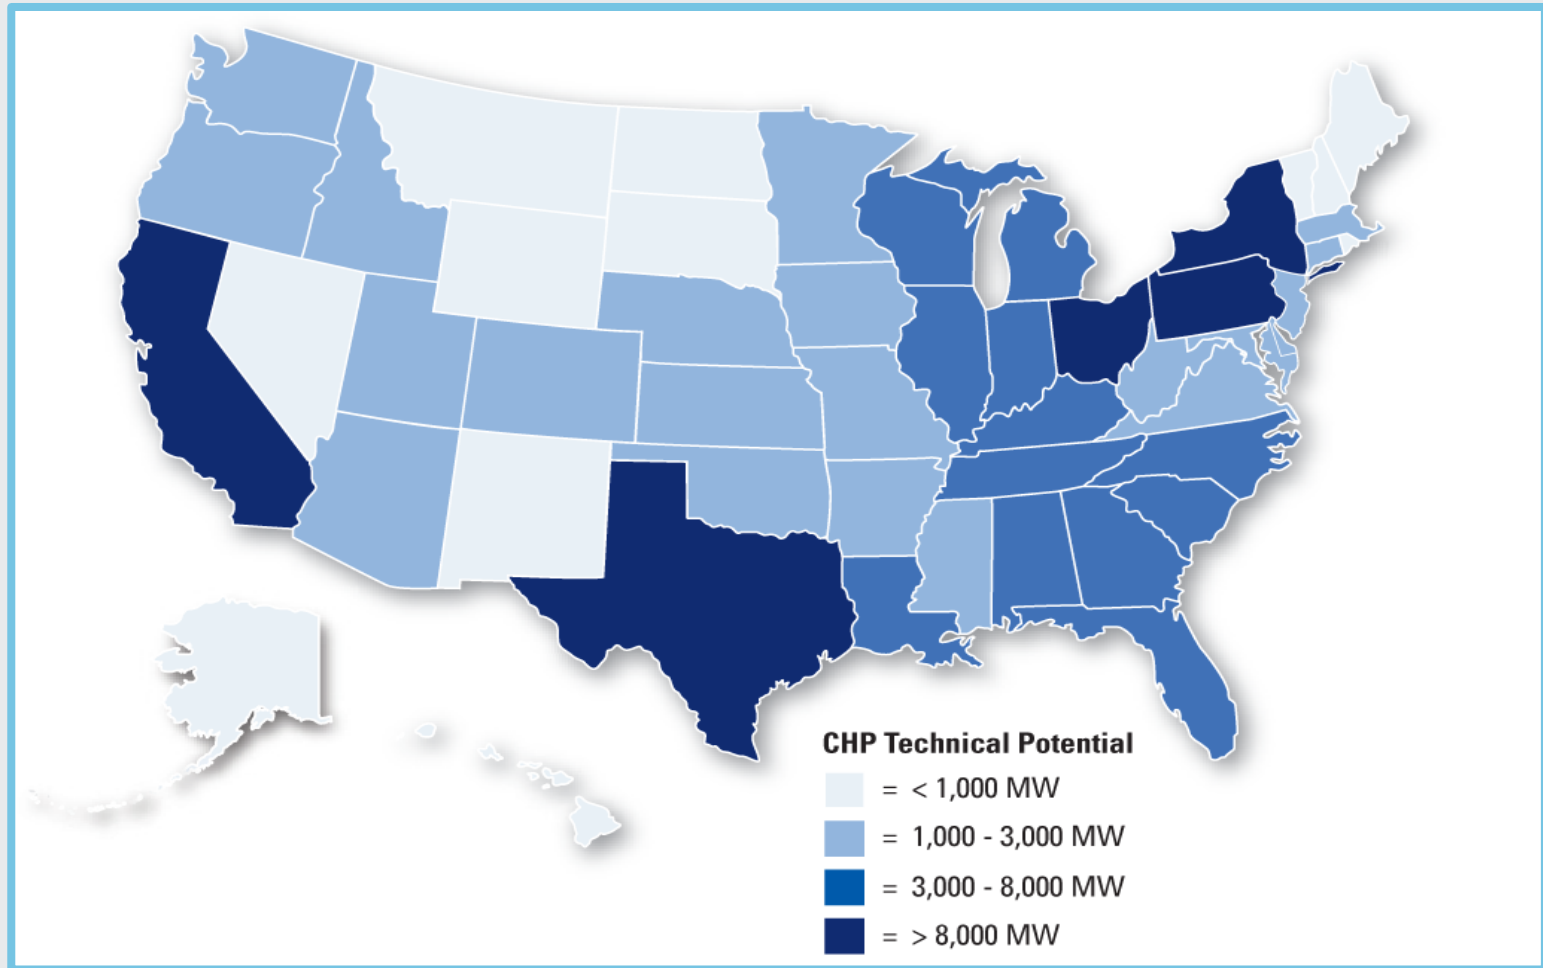 CHP Technical Potential
= < 1,000 MW
= 1,000 - 3,000 MW
= 3,000 - 8,000 MW
= > 8,000 MW